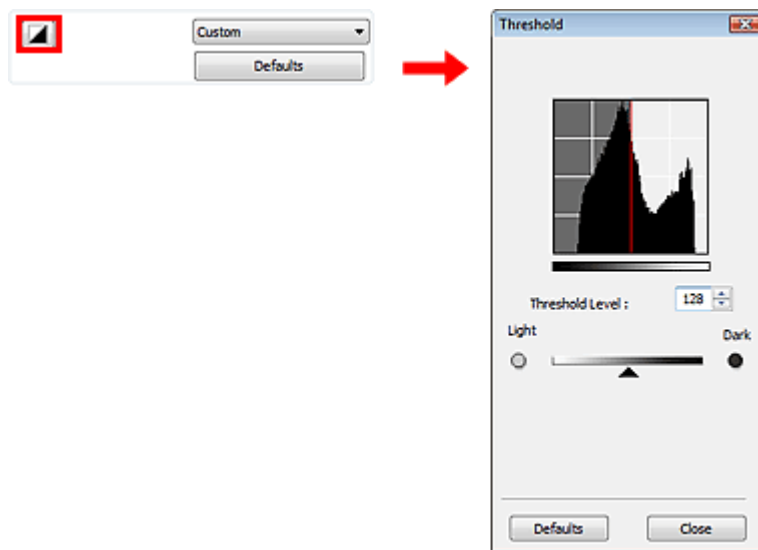 Custom
Defaults
Threshold
Threshold Level :
128
Light
Dark
Defaults
Close